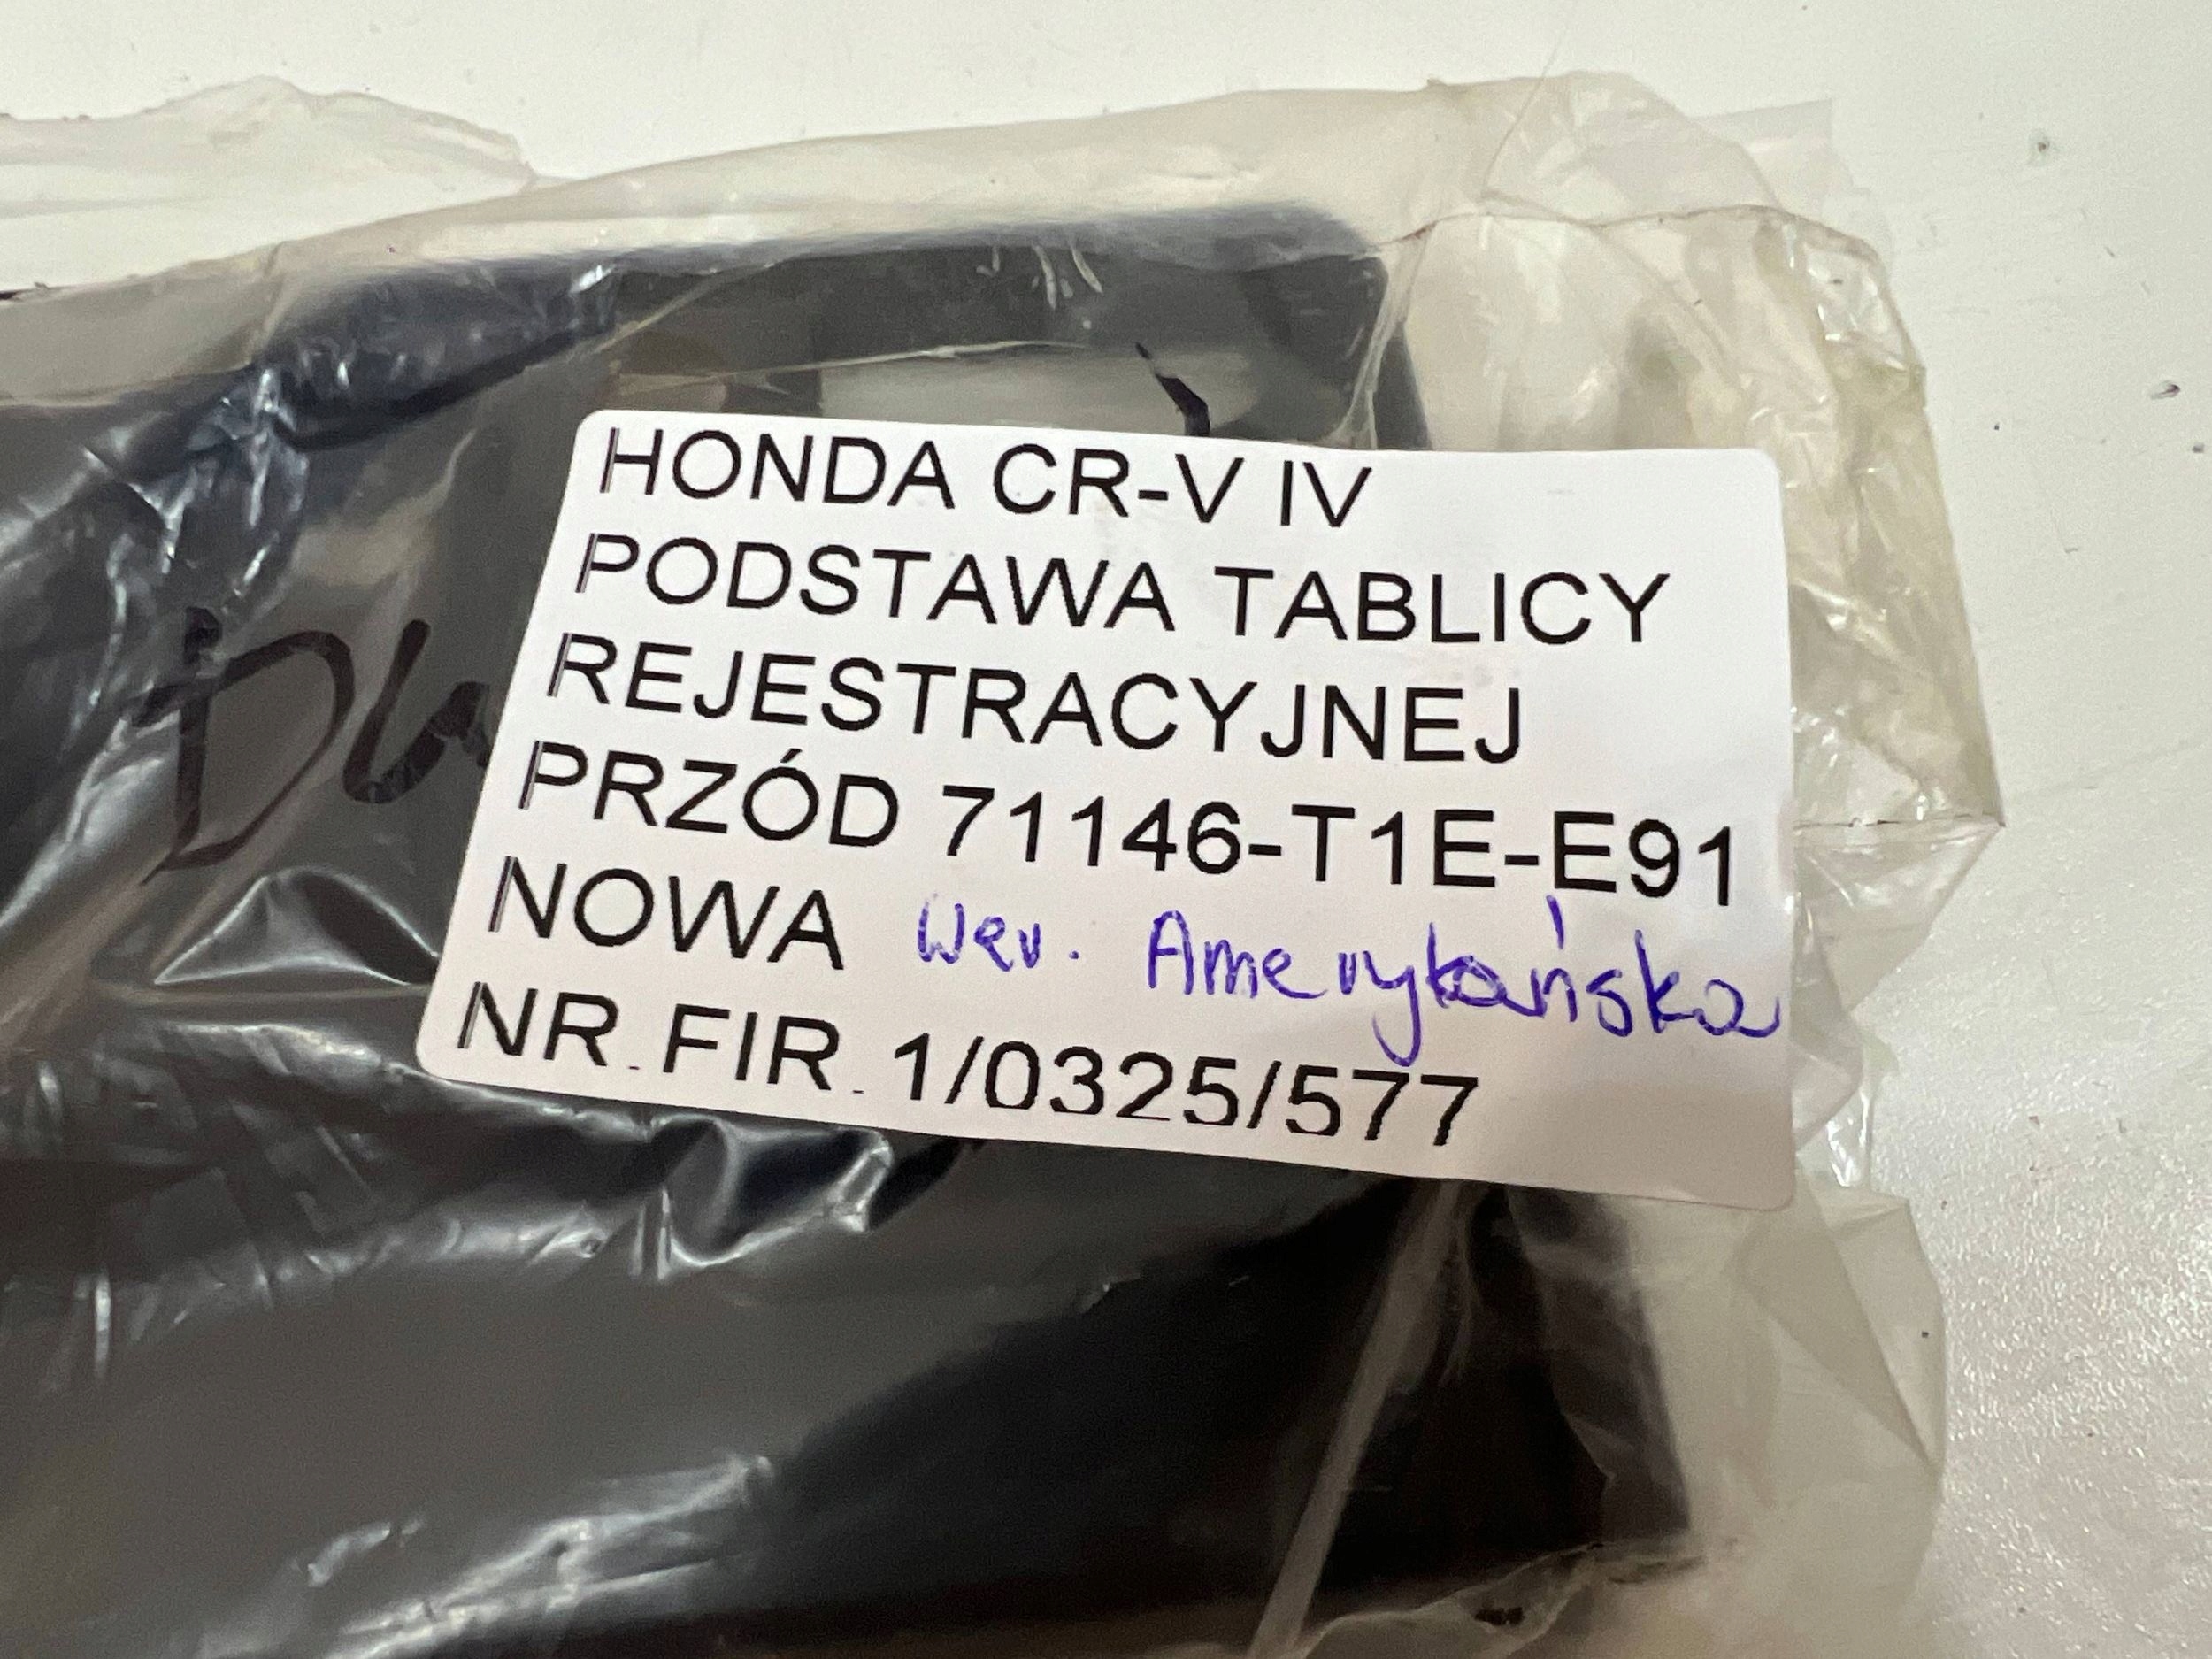 HONDA CR-V IV
PODSTAWA TABLICY
REJESTRACYJNEJ
PRZÓD 71146-T1E-E91
NOWA wer. Amerykańska
NR.FIR.1/0325/577